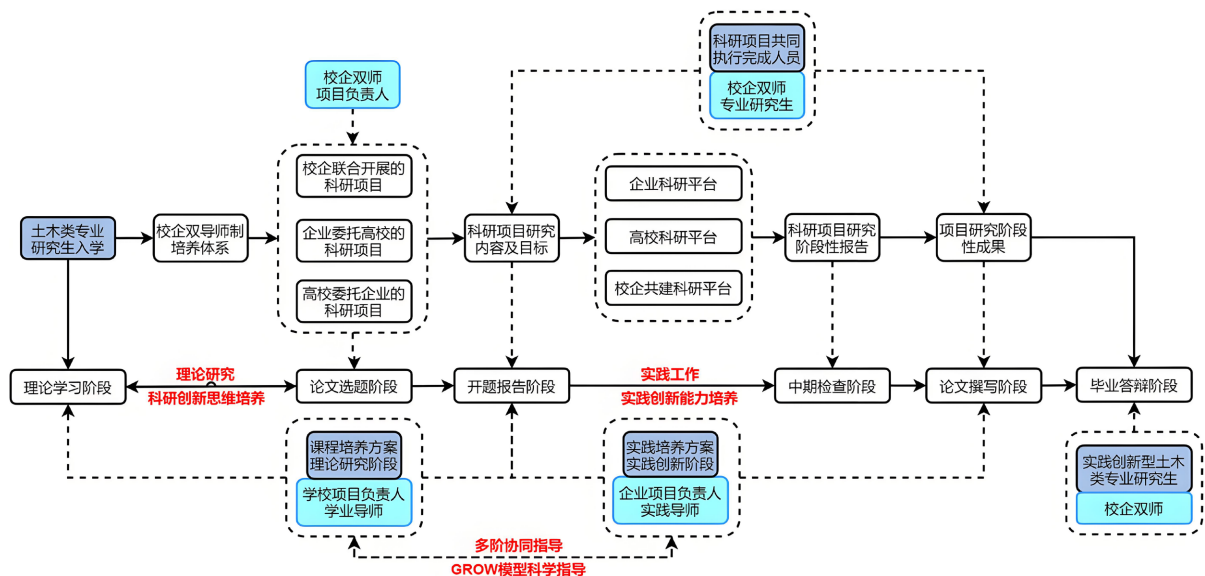 科研项目共同
执行完成人员
校企双师
专业研究生
校企双师
项目负责人
校企联合开展的
科研项目
企业委托高校的
科研项目
高校委托企业的
科研项目
土木类专业
研究生入学
校企双导师制
培养体系
科研项目研究
内容及目标
企业科研平台
高校科研平台
校企共建科研平台
科研项目研究
阶段性报告
项目研究阶段
性成果
理论学习阶段
理论研究
科研创新思维培养
论文选题阶段
开题报告阶段
实践工作
实践创新能力培养
中期检查阶段
论文撰写阶段
毕业答辩阶段
课程培养方案
理论研究阶段
学校项目负责人
学业导师
实践培养方案
实践创新阶段
企业项目负责人
实践导师
实践创新型土木
类专业研究生
校企双师
多阶协同指导
GROW模型科学指导